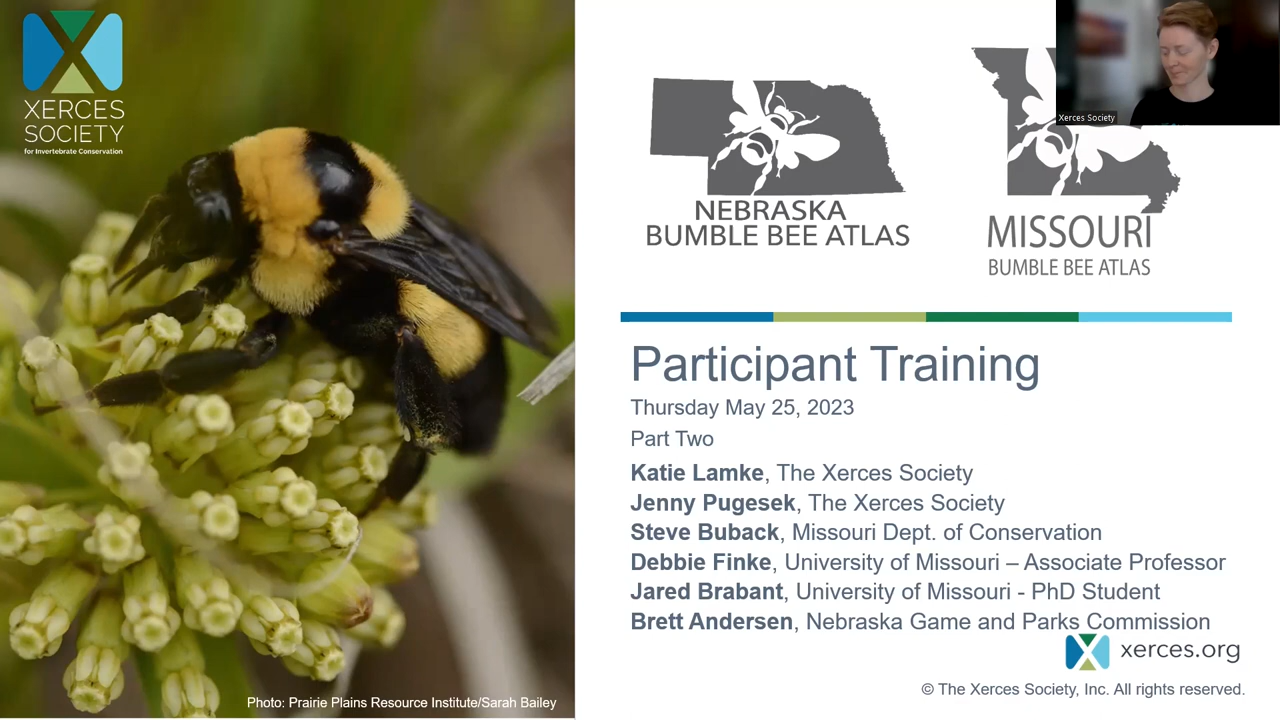 XERCES
SOCIETY
for Invertebrate Conservation
NEBRASKA
BUMBLE BEE ATLAS
MISSOURI
BUMBLE BEE ATLAS
Xerces Society
Participant Training
Thursday May 25, 2023
Part Two
Katie Lamke, The Xerces Society
Jenny Pugesek, The Xerces Society
Steve Buback, Missouri Dept. of Conservation
Debbie Finke, University of Missouri – Associate Professor
Jared Brabant, University of Missouri - PhD Student
Brett Andersen, Nebraska Game and Parks Commission
xerces.org
© The Xerces Society, Inc. All rights reserved.
Photo: Prairie Plains Resource Institute/Sarah Bailey